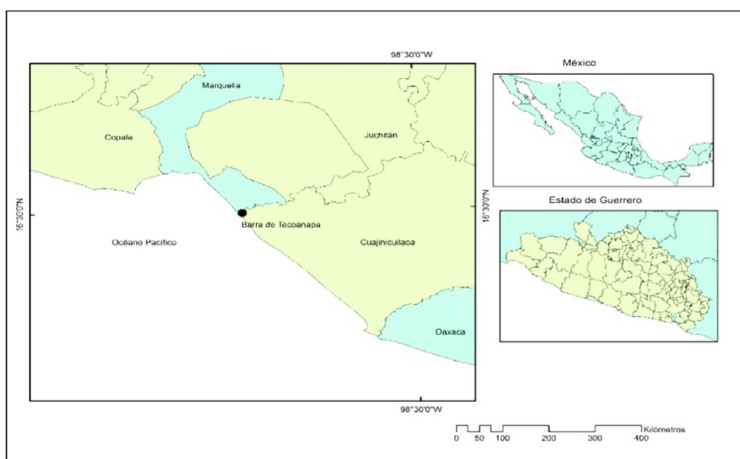 98°30'0"W
México
Marquelia
Copala
Juchitán
Estado de Guerrero
16°30'0"N
16°30'0"N
Barra de Tecoanapa
Océano Pacífico
Cuajinicuilaca
Oaxaca
98°30'0"W
Kilómetros
0 50 100 200 300 400